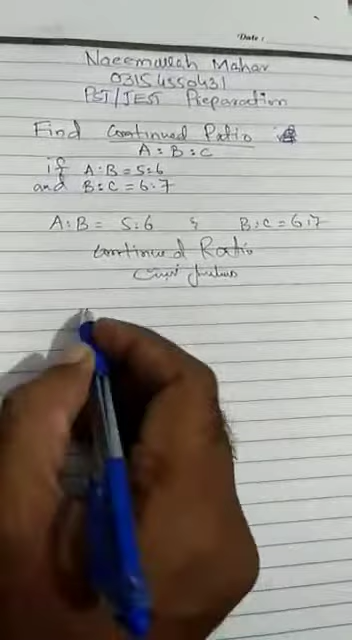 Date :
Naeemullah Mahar
03154550431
PST/JEST Preparation
Find Continued Ratio
A : B : C
if A:B = 5:6
and B:C = 6:7
A:B = 5:6 & B:C = 6:7
Continued Ratio